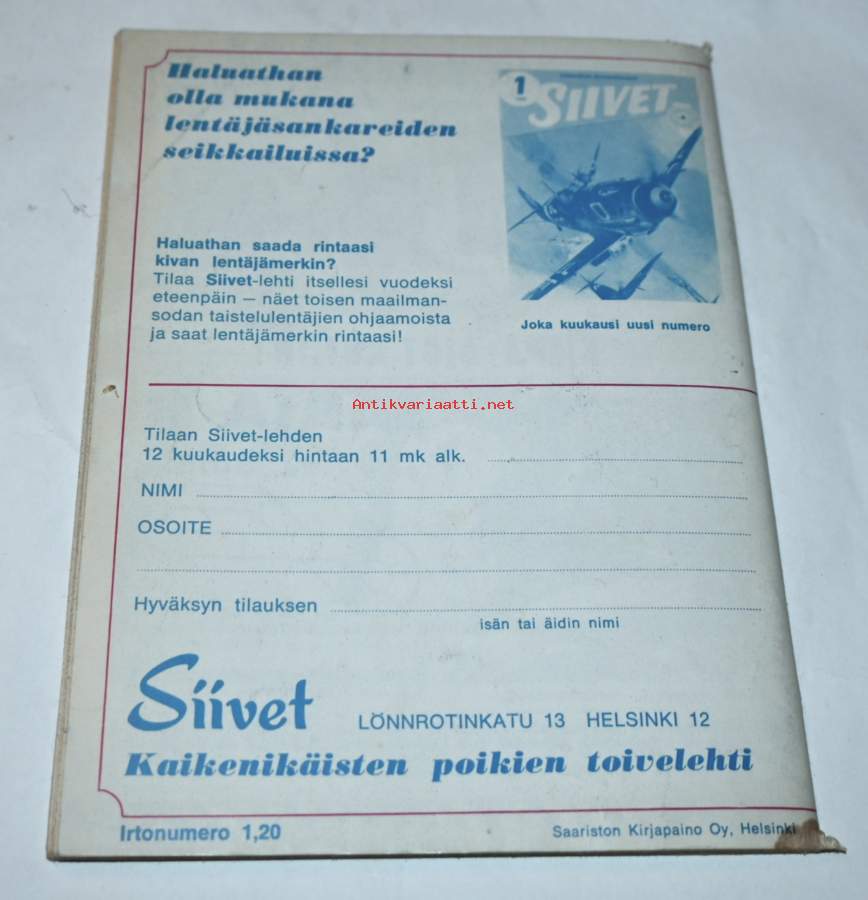 Haluathan
olla mukana
lentäjäsankareiden
seikkailuissa?
1
SIIVET
Haluathan saada rintaasi
kivan lentäjämerkin?
Tilaa Siivet-lehti itsellesi vuodeksi
eteenpäin — näet toisen maailman-
sodan taistelulentäjien ohjaamoista
ja saat lentäjämerkin rintaasi!
Joka kuukausi uusi numero
Antikvariaatti.net
Tilaan Siivet-lehden
12 kuukaudeksi hintaan 11 mk alk.
NIMI
OSOITE
Hyväksyn tilauksen
isän tai äidin nimi
Siivet LÖNNROTINKATU 13 HELSINKI 12
Kaikenikäisten poikien toivelehti
Irtonumero 1,20
Saariston Kirjapaino Oy, Helsinki